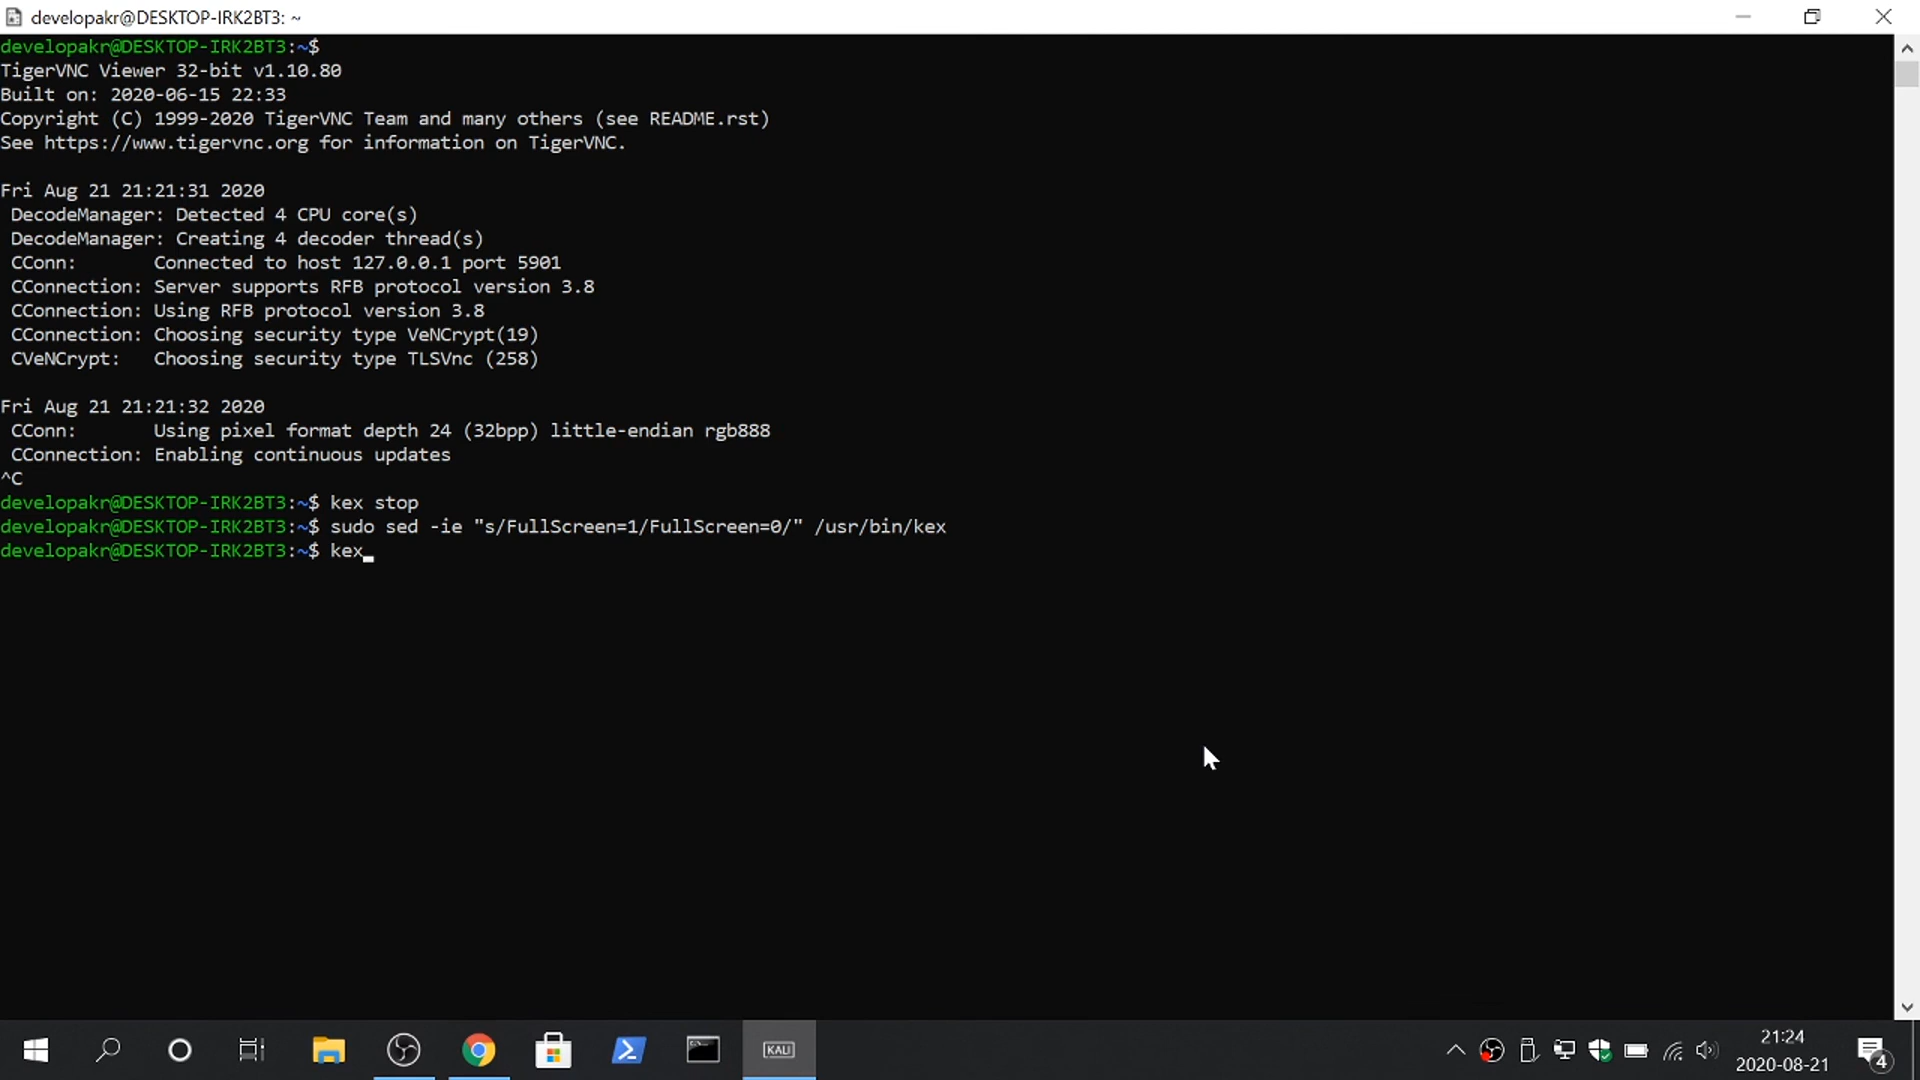 developakr@DESKTOP-IRK2BT3: ~
developakr@DESKTOP-IRK2BT3:~$
TigerVNC Viewer 32-bit v1.10.80
Built on: 2020-06-15 22:33
Copyright (C) 1999-2020 TigerVNC Team and many others (see README.rst)
See https://www.tigervnc.org for information on TigerVNC.
Fri Aug 21 21:21:31 2020
DecodeManager: Detected 4 CPU core(s)
DecodeManager: Creating 4 decoder thread(s)
CConn:       Connected to host 127.0.0.1 port 5901
CConnection: Server supports RFB protocol version 3.8
CConnection: Using RFB protocol version 3.8
CConnection: Choosing security type VeNCrypt(19)
CVeNCrypt:   Choosing security type TLSVnc (258)
Fri Aug 21 21:21:32 2020
CConn:       Using pixel format depth 24 (32bpp) little-endian rgb888
CConnection: Enabling continuous updates
^C
developakr@DESKTOP-IRK2BT3:~$ kex stop
developakr@DESKTOP-IRK2BT3:~$ sudo sed -ie "s/FullScreen=1/FullScreen=0/" /usr/bin/kex
developakr@DESKTOP-IRK2BT3:~$ kex_
KALI
21:24
2020-08-21
4